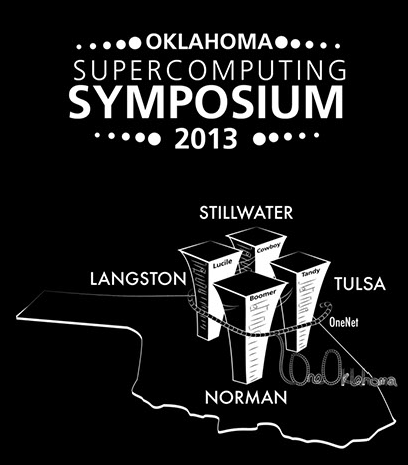 OKLAHOMA
SUPERCOMPUTING
SYMPOSIUM
2013
STILLWATER
Cowboy
Lucile
LANGSTON
Tandy
TULSA
Boomer
OneNet
OneOklahoma
NORMAN